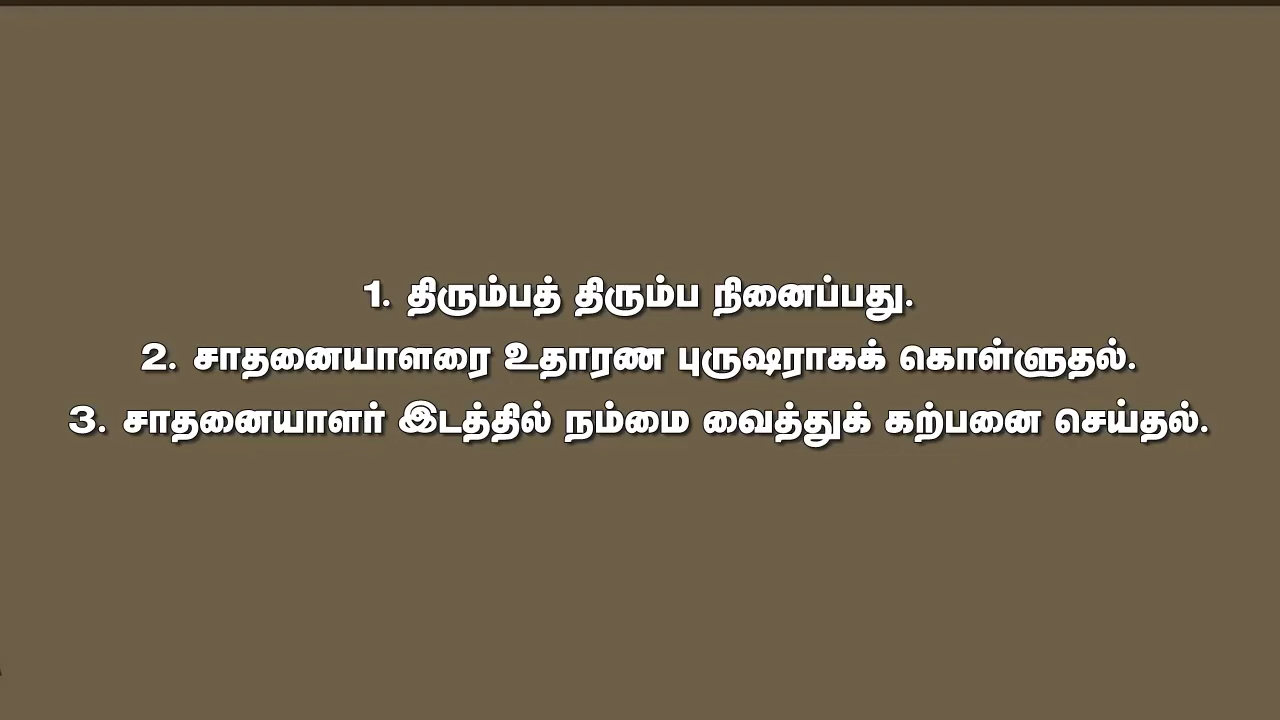 1. திரும்பத் திரும்ப நினைப்பது.
2. சாதனையாளரை உதாரண புருஷராகக் கொள்ளுதல்.
3. சாதனையாளர் இடத்தில் நம்மை வைத்துக் கற்பனை செய்தல்.